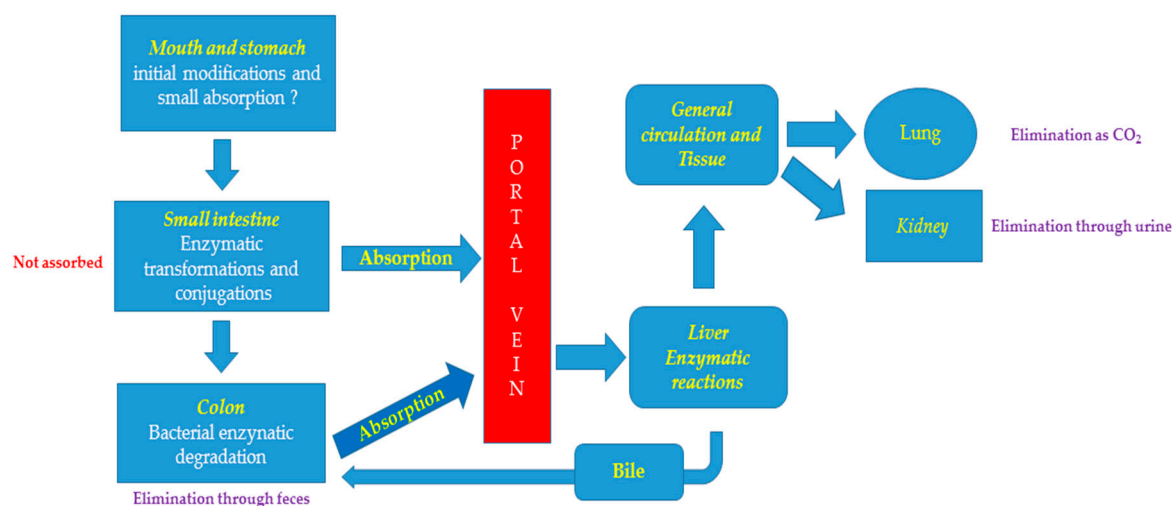 Mouth and stomach
initial modifications and
small absorption ?
Small intestine
Enzymatic
transformations and
conjugations
Not assorbed
Absorption
Colon
Bacterial enzynatic
degradation
Elimination through feces
Absorption
PORTAL VEIN
Liver
Enzymatic
reactions
Bile
General
circulation and
Tissue
Lung
Elimination as CO₂
Kidney
Elimination through urine